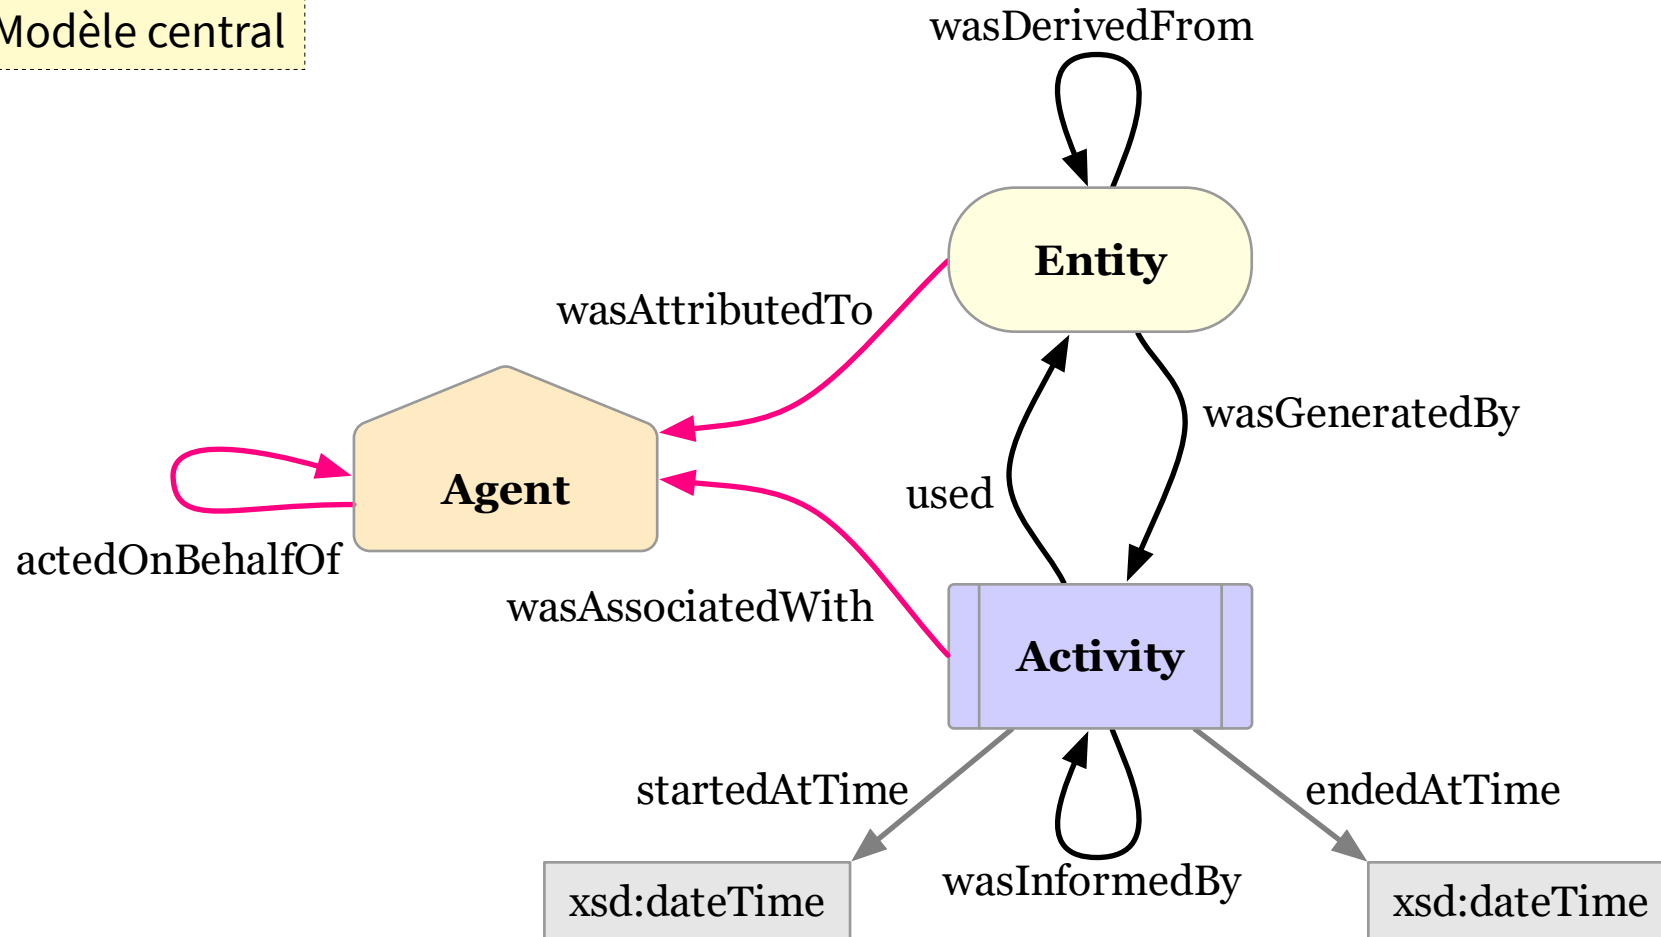 Modèle central
wasDerivedFrom
Entity
wasAttributedTo
wasGeneratedBy
Agent
used
actedOnBehalfOf
wasAssociatedWith
Activity
startedAtTime
endedAtTime
wasInformedBy
xsd:dateTime
xsd:dateTime